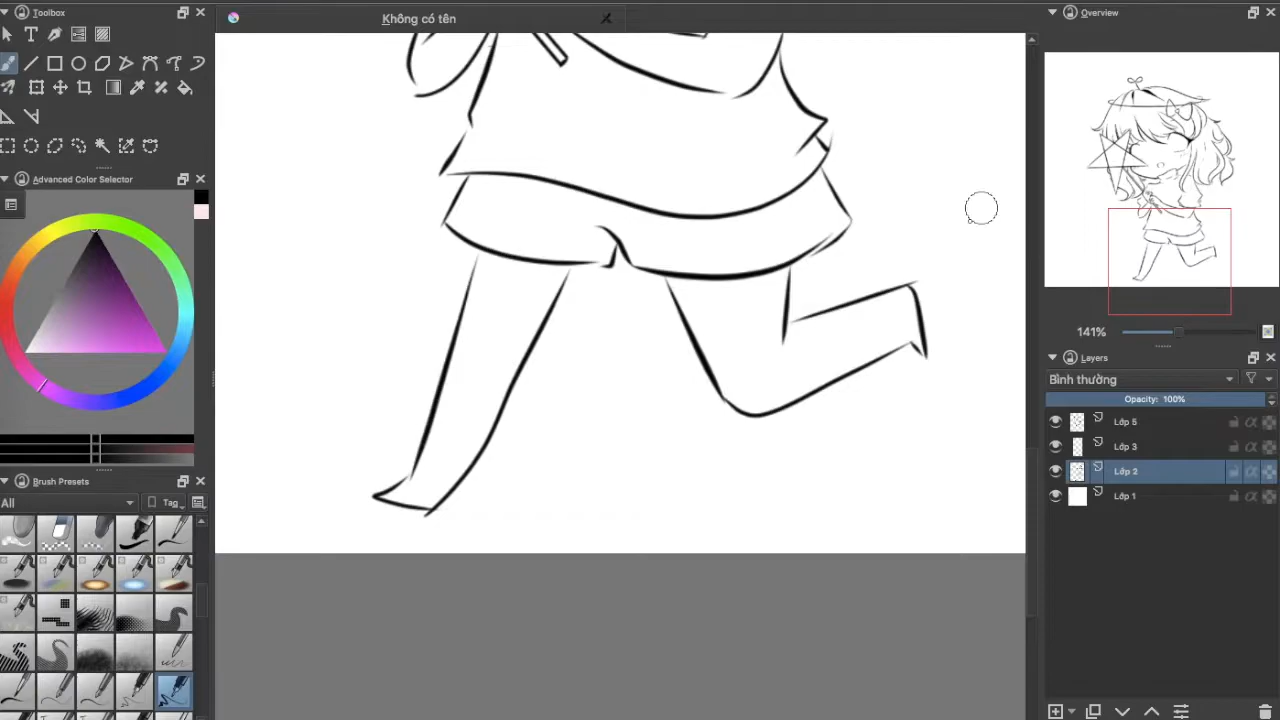 Toolbox
Không có tên
Overview
Advanced Color Selector
141%
Layers
Bình thường
Opacity: 100%
Lớp 5
Lớp 3
Lớp 2
Lớp 1
Brush Presets
All
Tag